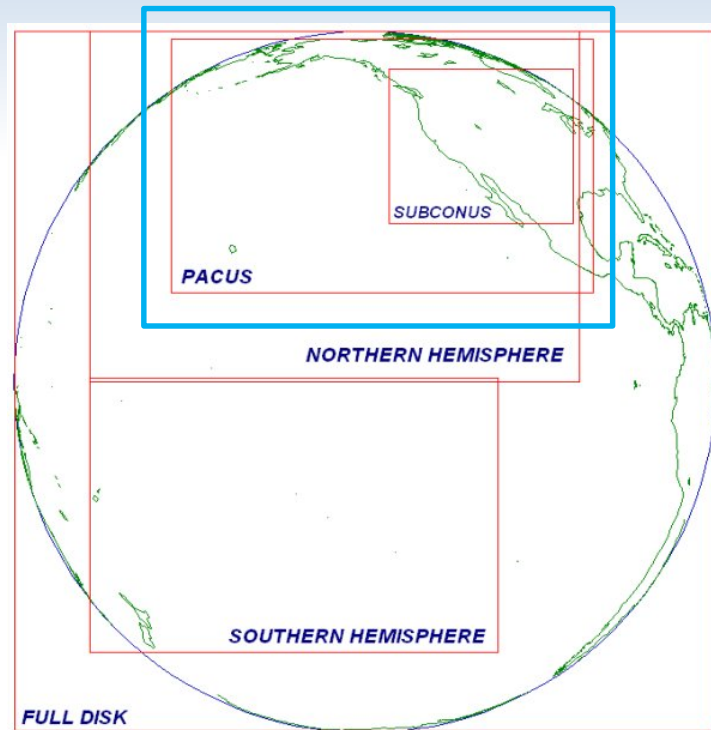 SUBCONUS
PACUS
NORTHERN HEMISPHERE
SOUTHERN HEMISPHERE
FULL DISK